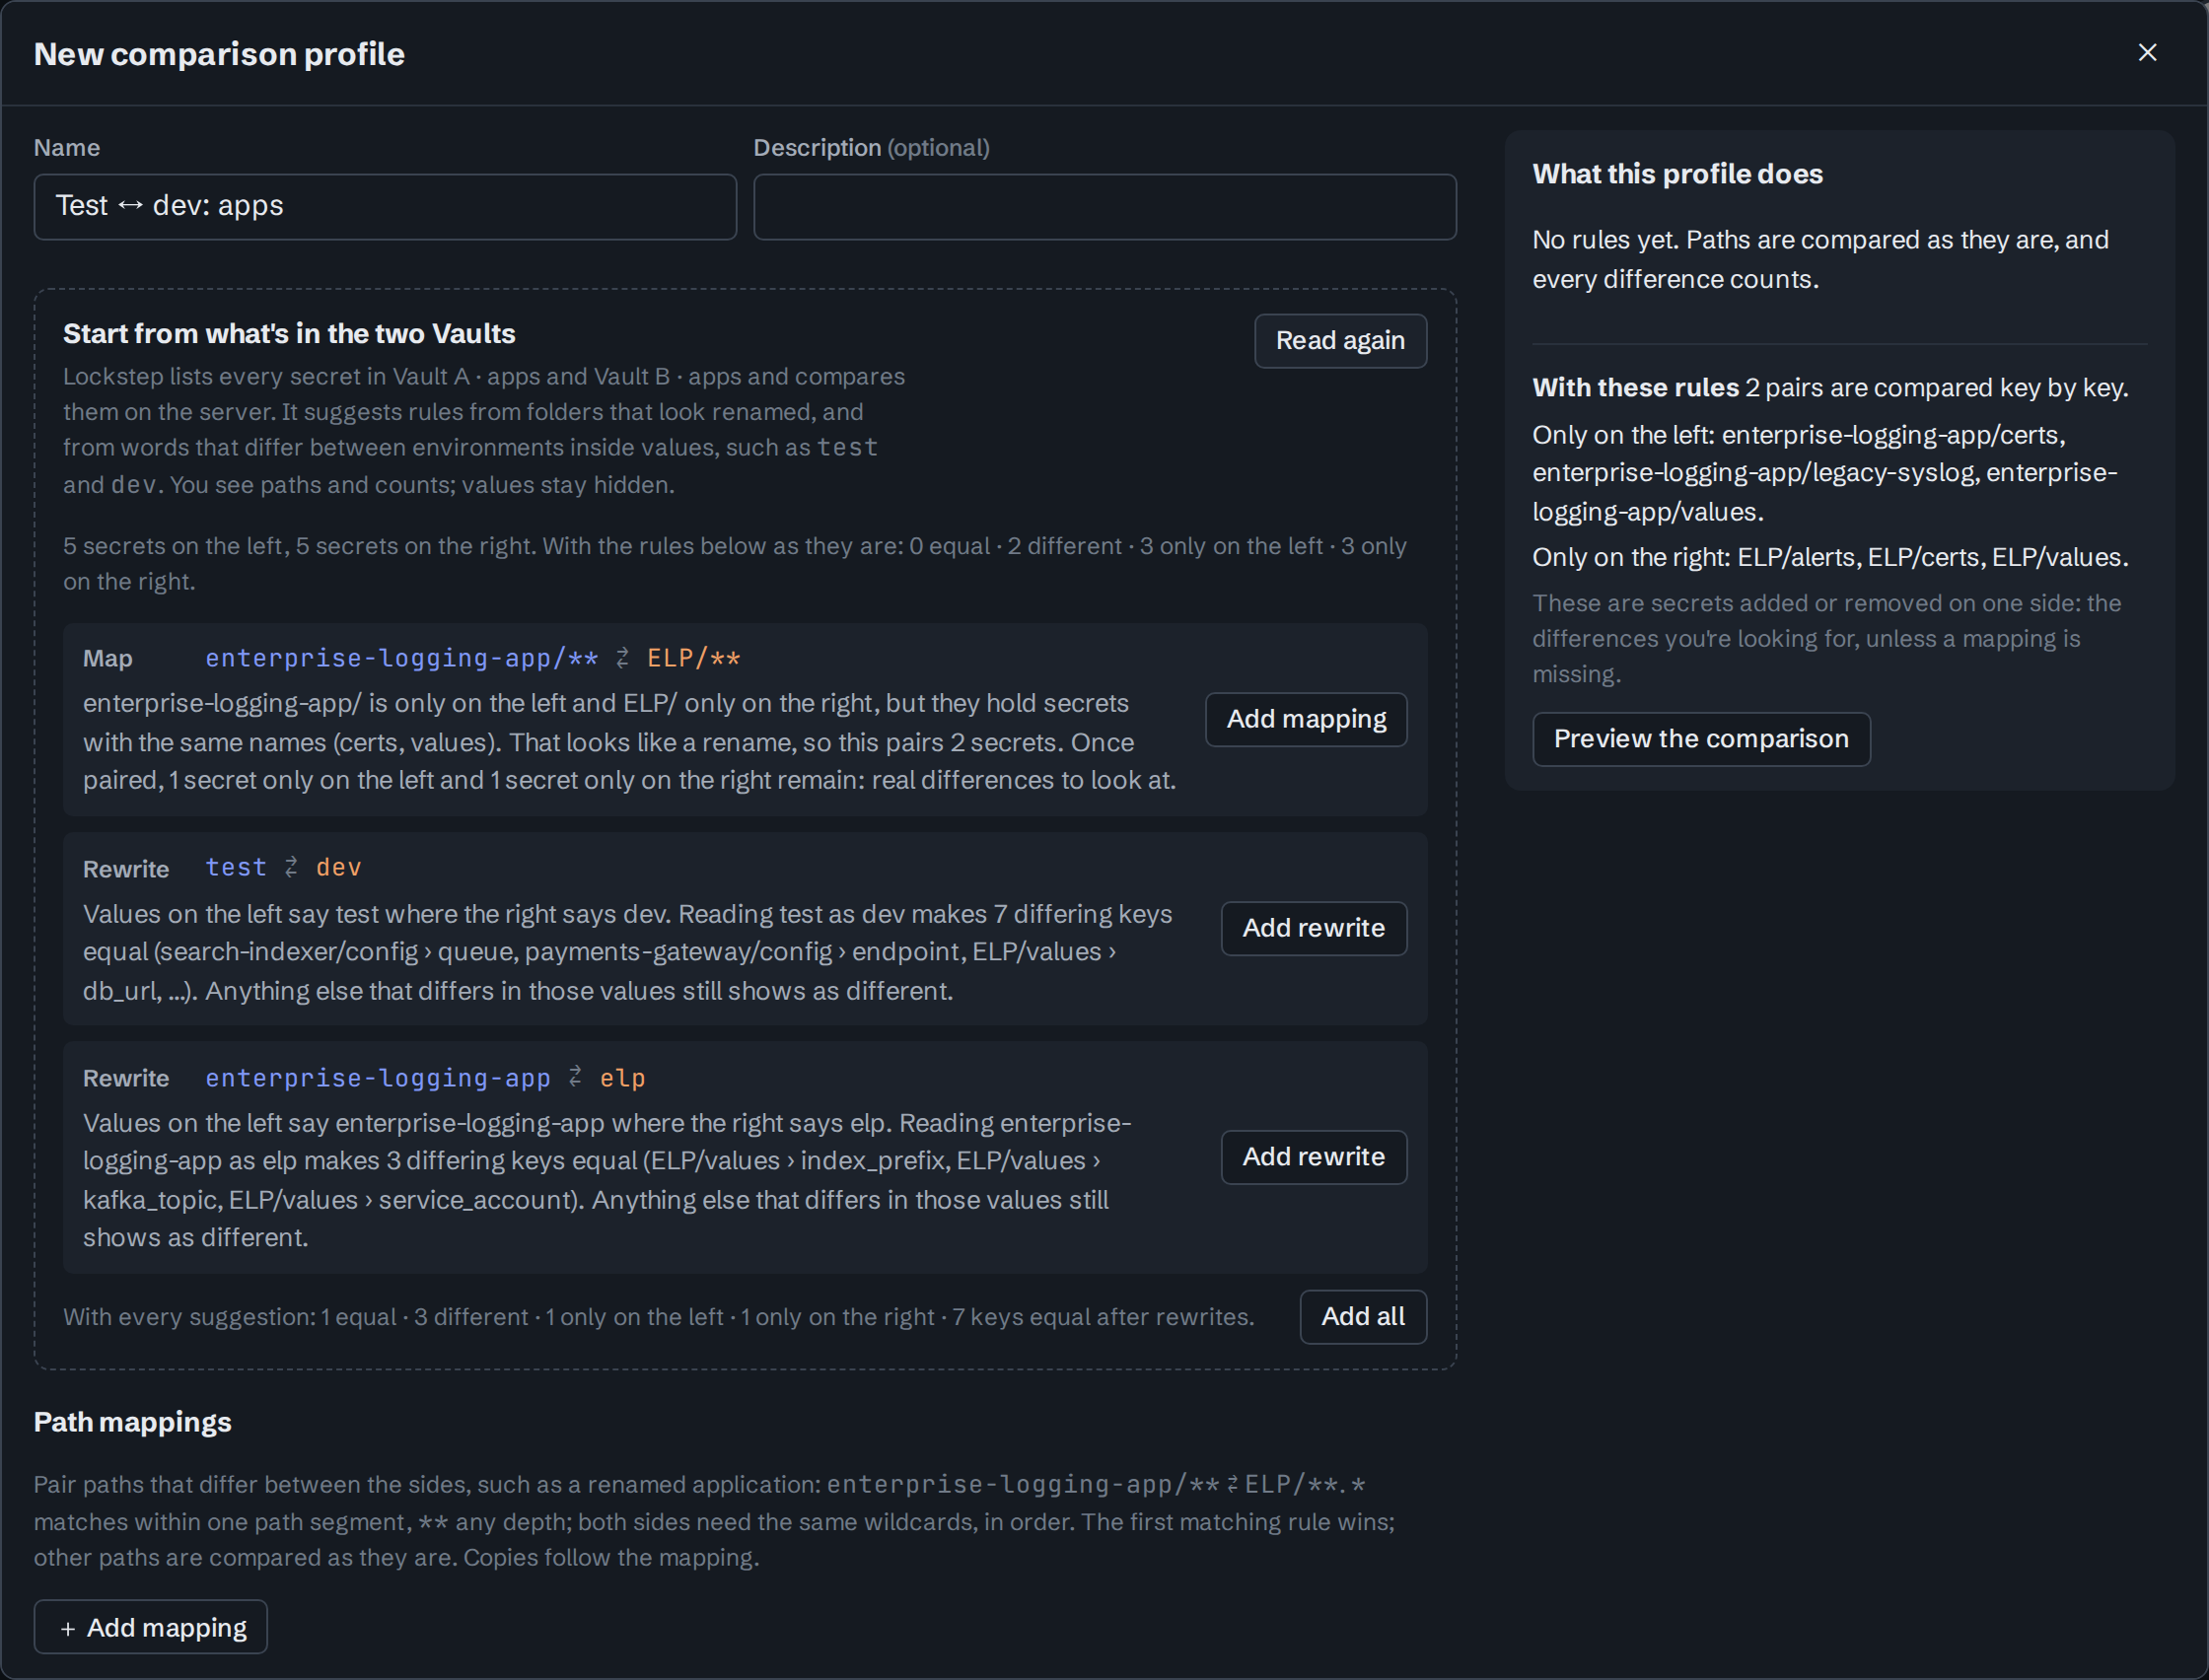 New comparison profile
×
Name
Description (optional)
Test ↔ dev: apps
Start from what's in the two Vaults
Read again
Lockstep lists every secret in Vault A · apps and Vault B · apps and compares
them on the server. It suggests rules from folders that look renamed, and
from words that differ between environments inside values, such as test
and dev. You see paths and counts; values stay hidden.
5 secrets on the left, 5 secrets on the right. With the rules below as they are: 0 equal · 2 different · 3 only on the left · 3 only
on the right.
Map enterprise-logging-app/** ⇄ ELP/**
enterprise-logging-app/ is only on the left and ELP/ only on the right, but they hold secrets
with the same names (certs, values). That looks like a rename, so this pairs 2 secrets. Once
paired, 1 secret only on the left and 1 secret only on the right remain: real differences to look at.
Add mapping
Rewrite test ⇄ dev
Values on the left say test where the right says dev. Reading test as dev makes 7 differing keys
equal (search-indexer/config › queue, payments-gateway/config › endpoint, ELP/values ›
db_url, …). Anything else that differs in those values still shows as different.
Add rewrite
Rewrite enterprise-logging-app ⇄ elp
Values on the left say enterprise-logging-app where the right says elp. Reading enterprise-
logging-app as elp makes 3 differing keys equal (ELP/values › index_prefix, ELP/values ›
kafka_topic, ELP/values › service_account). Anything else that differs in those values still
shows as different.
Add rewrite
With every suggestion: 1 equal · 3 different · 1 only on the left · 1 only on the right · 7 keys equal after rewrites.
Add all
Path mappings
Pair paths that differ between the sides, such as a renamed application: enterprise-logging-app/** ⇄ ELP/**. *
matches within one path segment, ** any depth; both sides need the same wildcards, in order. The first matching rule wins;
other paths are compared as they are. Copies follow the mapping.
+ Add mapping
What this profile does
No rules yet. Paths are compared as they are, and
every difference counts.
With these rules 2 pairs are compared key by key.
Only on the left: enterprise-logging-app/certs,
enterprise-logging-app/legacy-syslog, enterprise-
logging-app/values.
Only on the right: ELP/alerts, ELP/certs, ELP/values.
These are secrets added or removed on one side: the
differences you're looking for, unless a mapping is
missing.
Preview the comparison